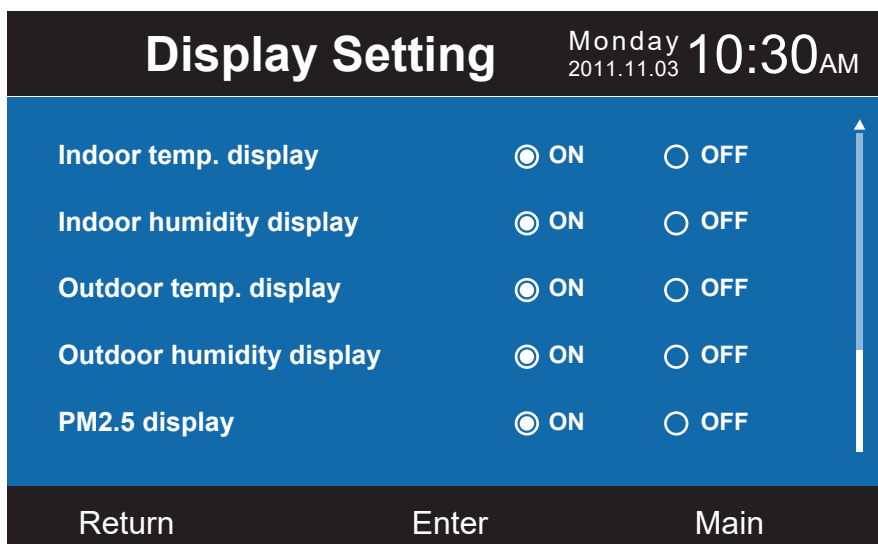 Display Setting
Monday
2011.11.03
10:30AM
Indoor temp. display ON OFF
Indoor humidity display ON OFF
Outdoor temp. display ON OFF
Outdoor humidity display ON OFF
PM2.5 display ON OFF
Return Enter Main